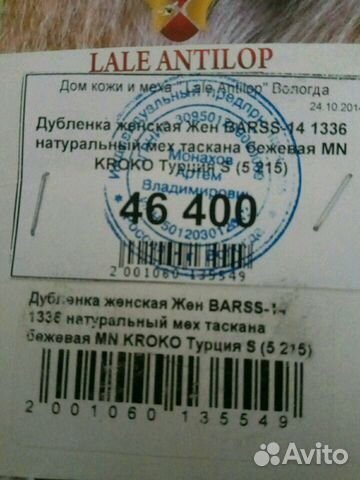 LALE ANTILOP
Дом кожи и меха "Lale Antilop" Вологда
24.10.2014
Дубленка женская Жен BARSS-14 1336
натуральный мех таскана бежевая MN
KROKO Турция S (5 215)
Монахов
Артем
Владимирович
46 400
2 001060 135549
Дубленка женская Жен BARSS-14
1336 натуральный мех таскана
бежевая MN KROKO Турция S (5 215)
2 001060 135549
Avito